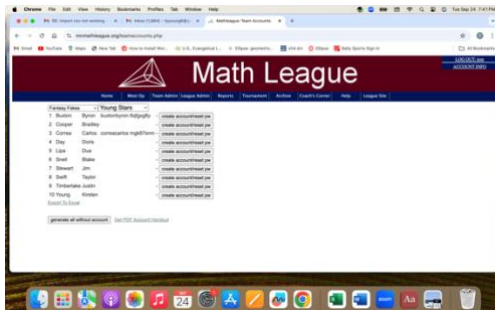 Chrome File Edit View History Bookmarks Profiles Tab Window Help
Tue Sep 24 7:41 PM
Mathleague Team Accounts
mnmathleague.org/teamaccounts.php
Gmail YouTube Maps New Tab How to Install Min...
All Bookmarks
Math League
LOG OUT:
ACCOUNT INFO
Home Meet Op Team Admin League Admin Reports Tournament Archive Coach's Corner Help League Site
Fantasy Fakes Young Stars
1 Buxton Byron create account/reset pw
2 Cooper Bradley create account/reset pw
3 Correa Carlos create account/reset pw
4 Day Doris create account/reset pw
5 Lipa Dua create account/reset pw
6 Snell Blake create account/reset pw
7 Stewart Jim create account/reset pw
8 Swift Taylor create account/reset pw
9 Timberlake Justin create account/reset pw
10 Young Kirsten create account/reset pw
Export To Excel
generate all without account Get PDF Account Handout
24